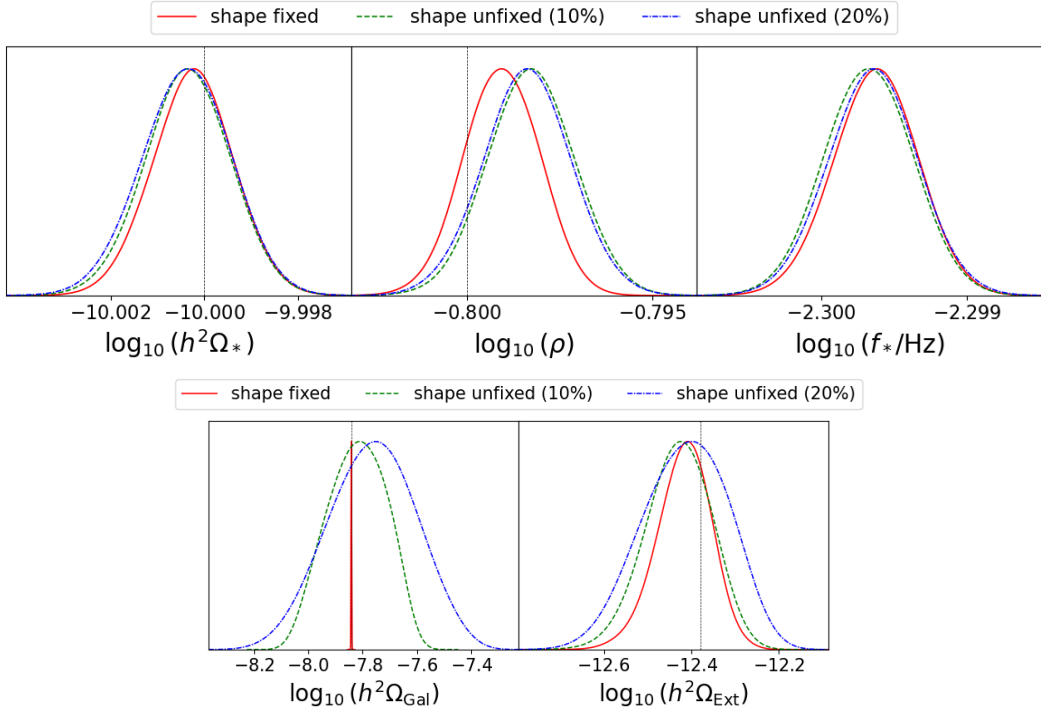 shape fixed shape unfixed (10%) shape unfixed (20%)
−10.002 −10.000 −9.998 −0.800 −0.795 −2.300 −2.299
log₁₀ (h²Ω∗) log₁₀ (ρ) log₁₀ (f∗/Hz)
shape fixed shape unfixed (10%) shape unfixed (20%)
−8.2 −8.0 −7.8 −7.6 −7.4 −12.6 −12.4 −12.2
log₁₀ (h²Ω_Gal) log₁₀ (h²Ω_Ext)